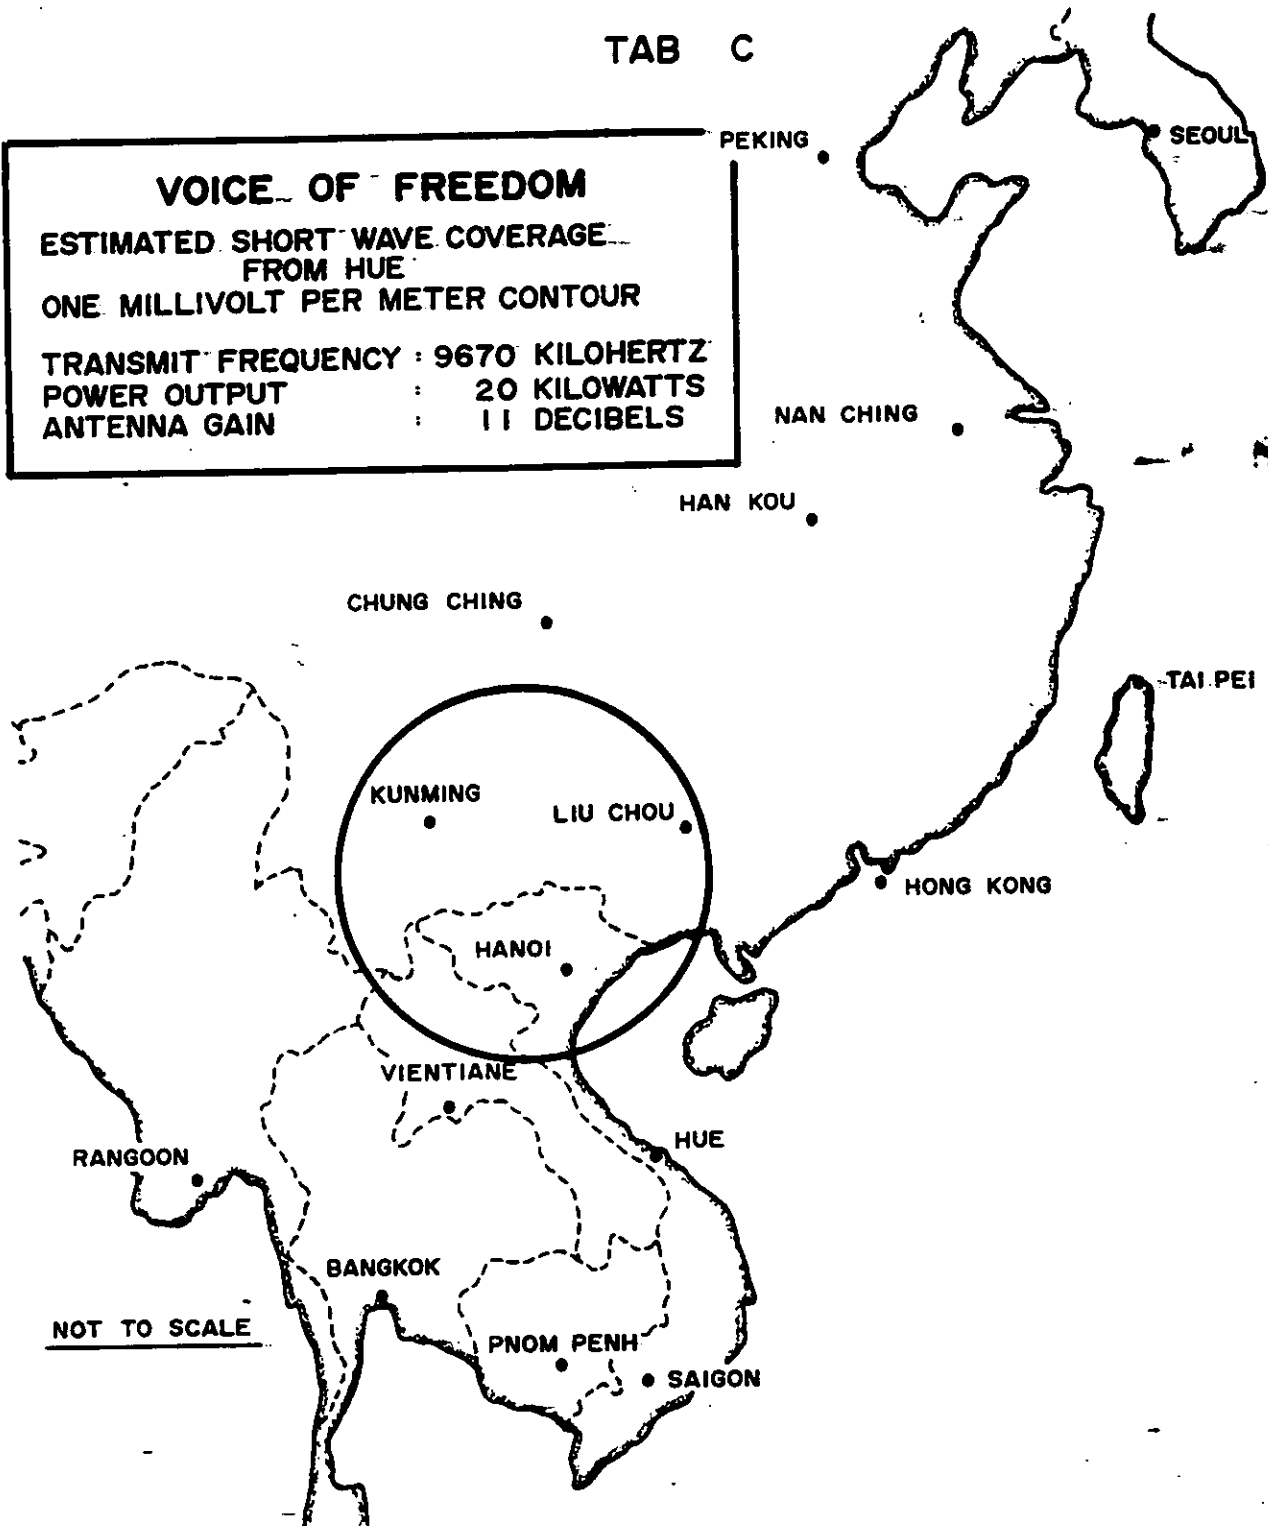 TAB C
PEKING
SEOUL
VOICE OF FREEDOM
ESTIMATED SHORT WAVE COVERAGE
FROM HUE
ONE MILLIVOLT PER METER CONTOUR
TRANSMIT FREQUENCY : 9670 KILOHERTZ
POWER OUTPUT : 20 KILOWATTS
ANTENNA GAIN : 11 DECIBELS
NAN CHING
HAN KOU
CHUNG CHING
TAI PEI
KUNMING
LIU CHOU
HONG KONG
HANOI
VIENTIANE
HUE
RANGOON
BANGKOK
NOT TO SCALE
PNOM PENH
SAIGON